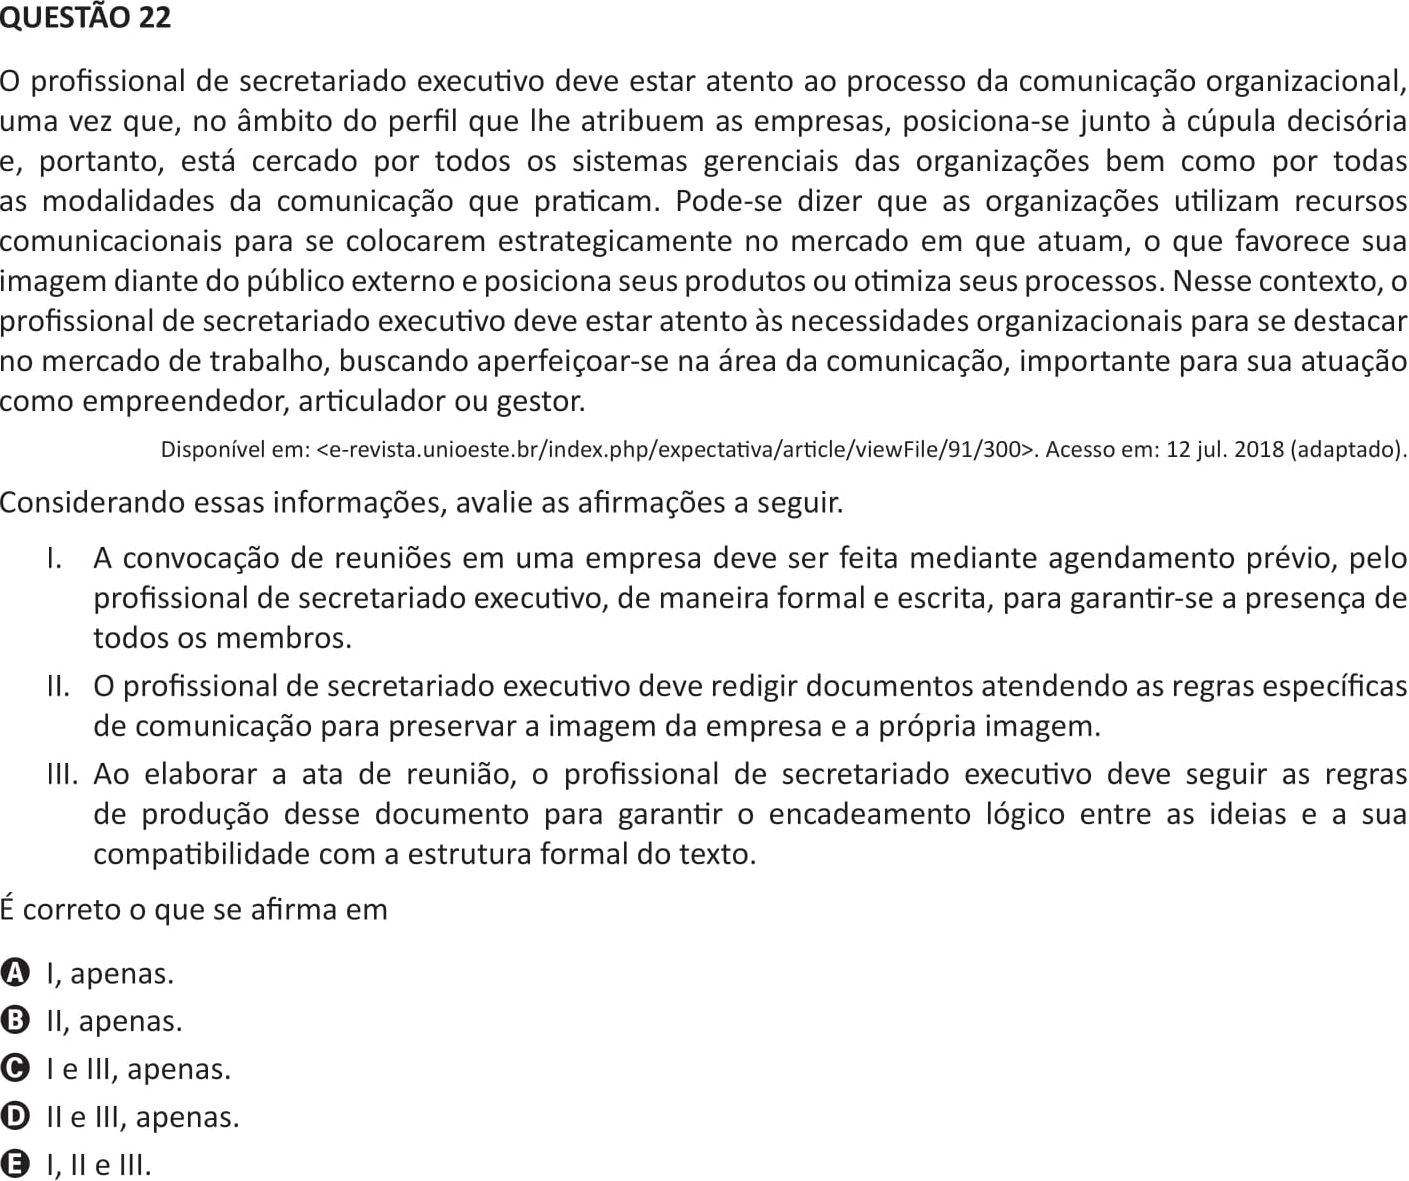 QUESTÃO 22
O profissional de secretariado executivo deve estar atento ao processo da comunicação organizacional,
uma vez que, no âmbito do perfil que lhe atribuem as empresas, posiciona-se junto à cúpula decisória
e, portanto, está cercado por todos os sistemas gerenciais das organizações bem como por todas
as modalidades da comunicação que praticam. Pode-se dizer que as organizações utilizam recursos
comunicacionais para se colocarem estrategicamente no mercado em que atuam, o que favorece sua
imagem diante do público externo e posiciona seus produtos ou otimiza seus processos. Nesse contexto, o
profissional de secretariado executivo deve estar atento às necessidades organizacionais para se destacar
no mercado de trabalho, buscando aperfeiçoar-se na área da comunicação, importante para sua atuação
como empreendedor, articulador ou gestor.
Disponível em: <e-revista.unioeste.br/index.php/expectativa/article/viewFile/91/300>. Acesso em: 12 jul. 2018 (adaptado).
Considerando essas informações, avalie as afirmações a seguir.
I. A convocação de reuniões em uma empresa deve ser feita mediante agendamento prévio, pelo
profissional de secretariado executivo, de maneira formal e escrita, para garantir-se a presença de
todos os membros.
II. O profissional de secretariado executivo deve redigir documentos atendendo as regras específicas
de comunicação para preservar a imagem da empresa e a própria imagem.
III. Ao elaborar a ata de reunião, o profissional de secretariado executivo deve seguir as regras
de produção desse documento para garantir o encadeamento lógico entre as ideias e a sua
compatibilidade com a estrutura formal do texto.
É correto o que se afirma em
A I, apenas.
B II, apenas.
C I e III, apenas.
D II e III, apenas.
E I, II e III.